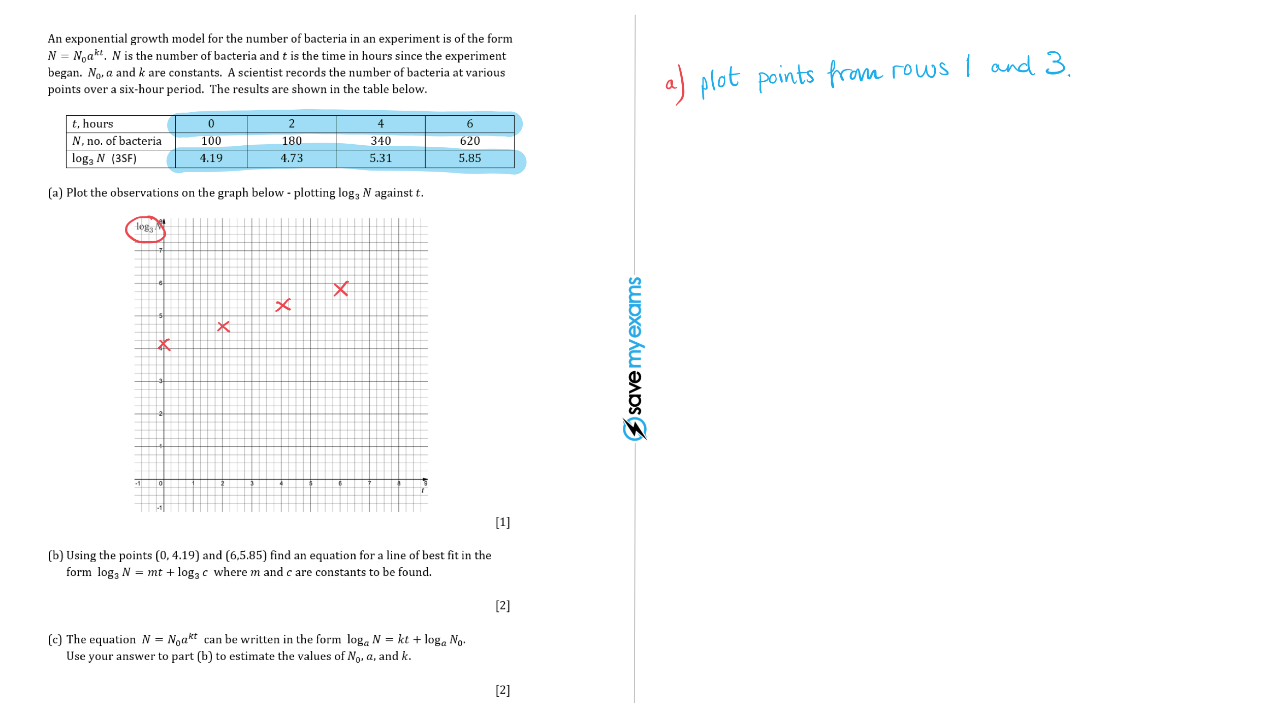 An exponential growth model for the number of bacteria in an experiment is of the form
N = N₀aᵏᵗ. N is the number of bacteria and t is the time in hours since the experiment
began. N₀, a and k are constants. A scientist records the number of bacteria at various
points over a six-hour period. The results are shown in the table below.
t, hours 0 2 4 6
N, no. of bacteria 100 180 340 620
log₃ N (3SF) 4.19 4.73 5.31 5.85
(a) Plot the observations on the graph below - plotting log₃ N against t.
log₃ N
8
7
6
5
4
3
2
1
-1 0 1 2 3 4 5 6 7 8 9
t
-1
[1]
(b) Using the points (0, 4.19) and (6,5.85) find an equation for a line of best fit in the
form log₃ N = mt + log₃ c where m and c are constants to be found.
[2]
(c) The equation N = N₀aᵏᵗ can be written in the form logₐ N = kt + logₐ N₀.
Use your answer to part (b) to estimate the values of N₀, a, and k.
[2]
savemyexams
a) plot points from rows 1 and 3.